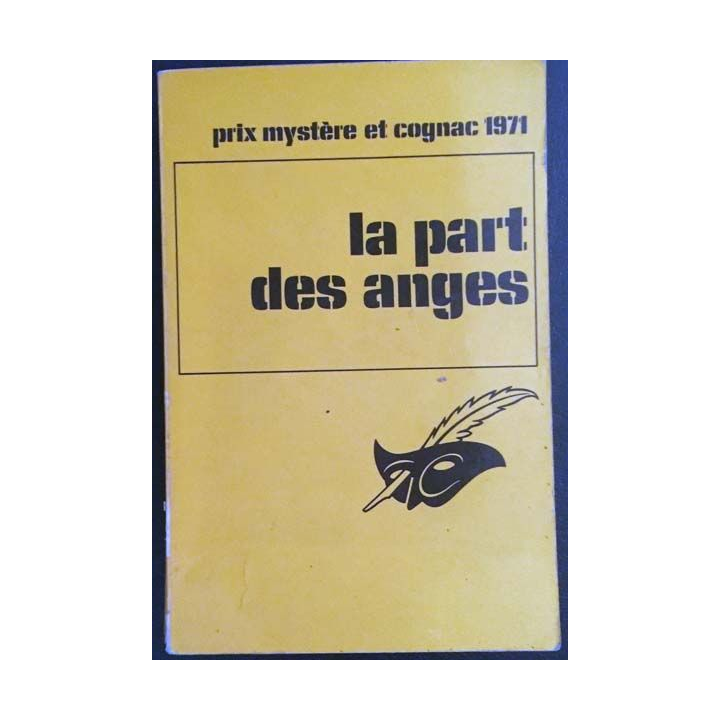 prix mystère et cognac 1971
la part
des anges